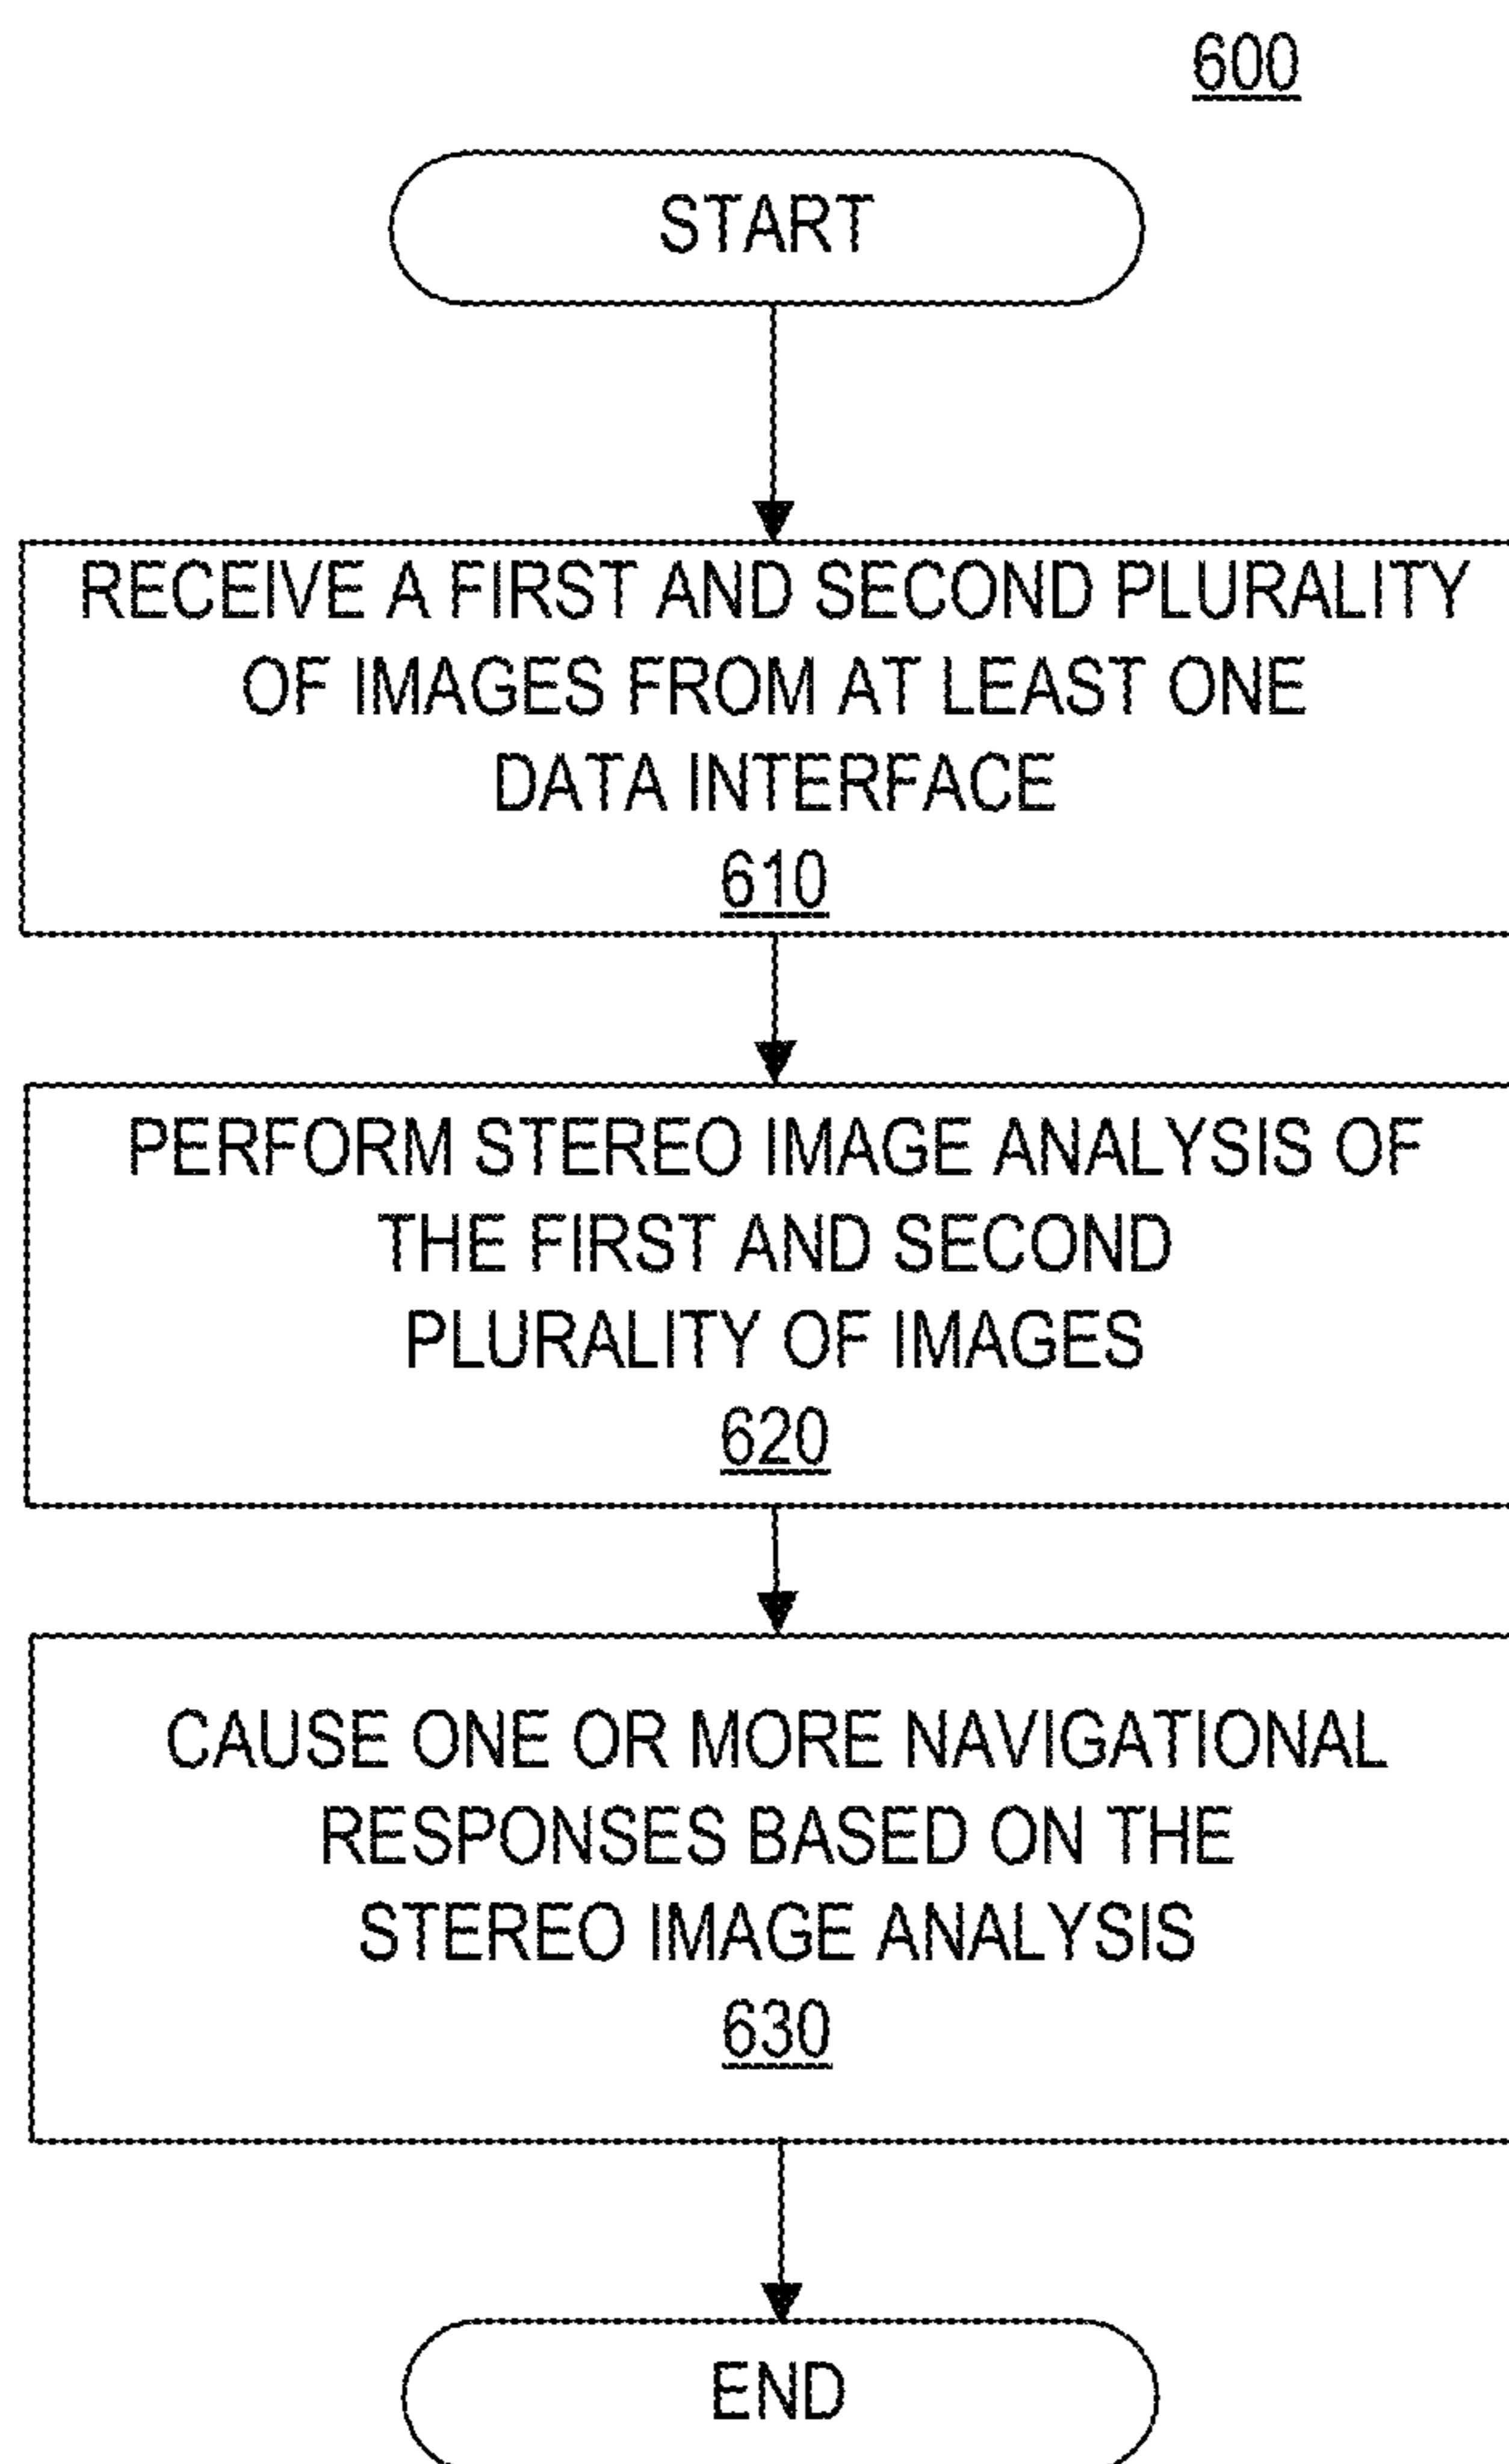 600
START
RECEIVE A FIRST AND SECOND PLURALITY
OF IMAGES FROM AT LEAST ONE
DATA INTERFACE
610
PERFORM STEREO IMAGE ANALYSIS OF
THE FIRST AND SECOND
PLURALITY OF IMAGES
620
CAUSE ONE OR MORE NAVIGATIONAL
RESPONSES BASED ON THE
STEREO IMAGE ANALYSIS
630
END